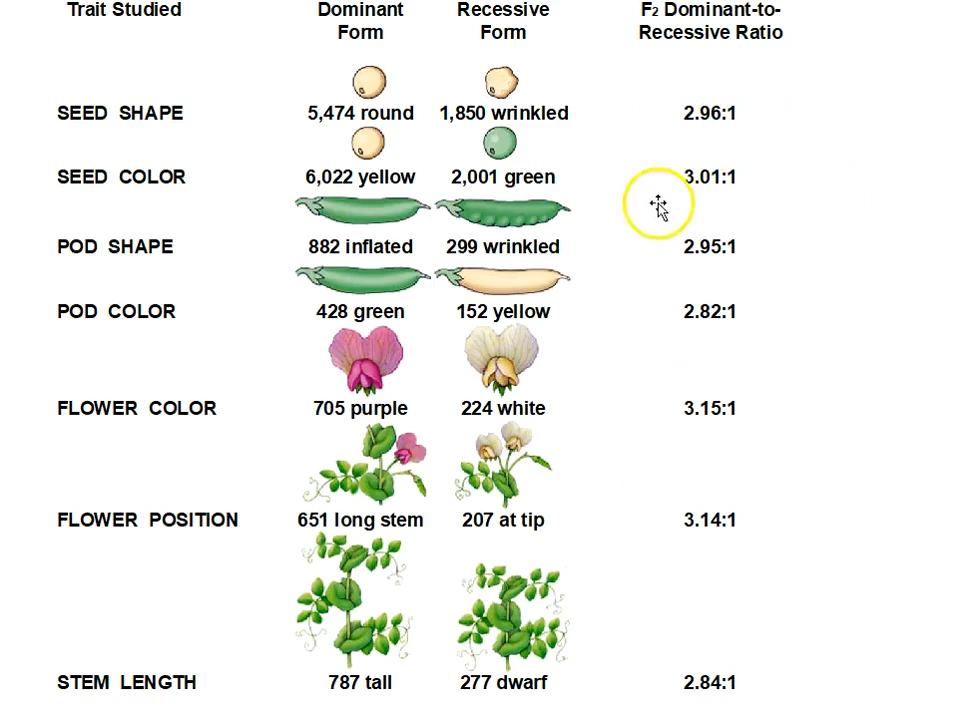 Trait Studied Dominant Recessive F2 Dominant-to-
Form Form Recessive Ratio
SEED SHAPE 5,474 round 1,850 wrinkled 2.96:1
SEED COLOR 6,022 yellow 2,001 green 3.01:1
POD SHAPE 882 inflated 299 wrinkled 2.95:1
POD COLOR 428 green 152 yellow 2.82:1
FLOWER COLOR 705 purple 224 white 3.15:1
FLOWER POSITION 651 long stem 207 at tip 3.14:1
STEM LENGTH 787 tall 277 dwarf 2.84:1